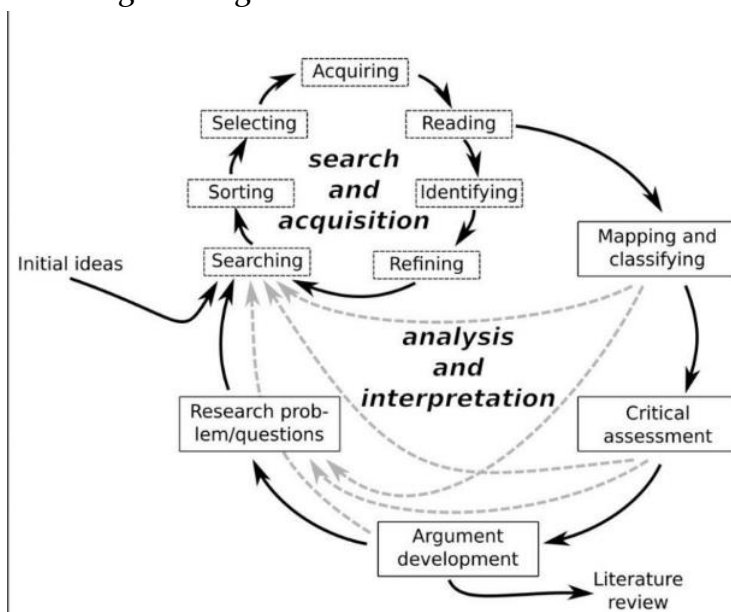 Acquiring
Selecting
Reading
search
and
acquisition
Sorting
Identifying
Initial ideas
Searching
Refining
Mapping and
classifying
analysis
and
interpretation
Research prob-
lem/questions
Critical
assessment
Argument
development
Literature
review